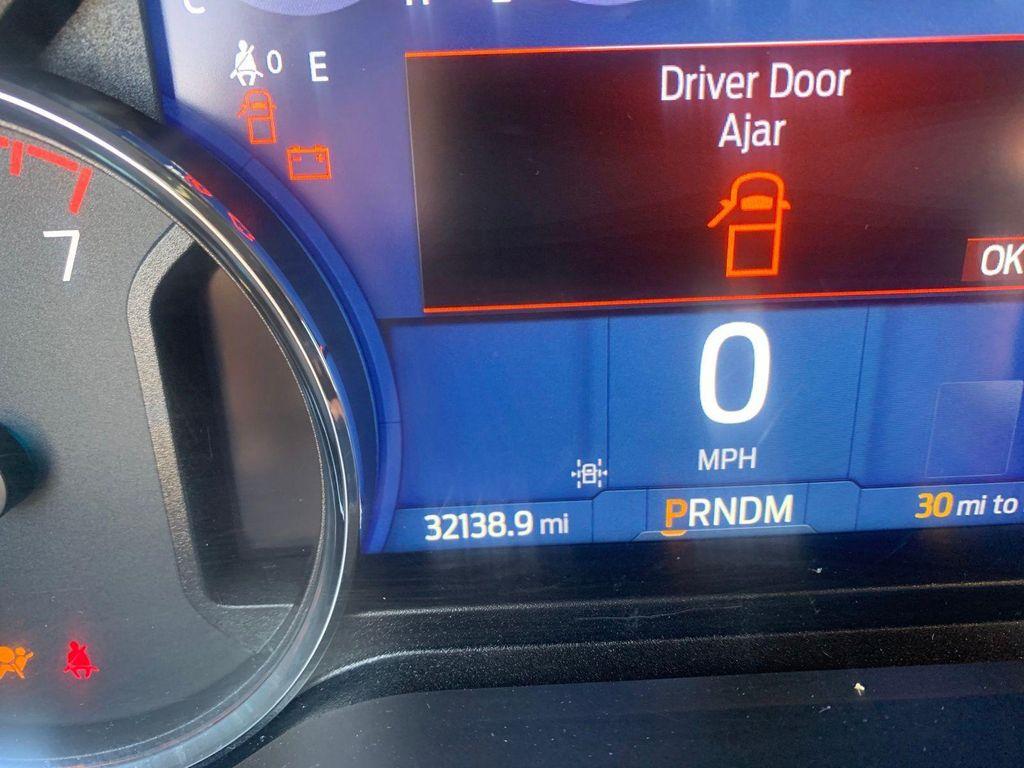 0 E
Driver Door
Ajar
OK
7
0
MPH
32138.9 mi
PRNDM
30 mi to